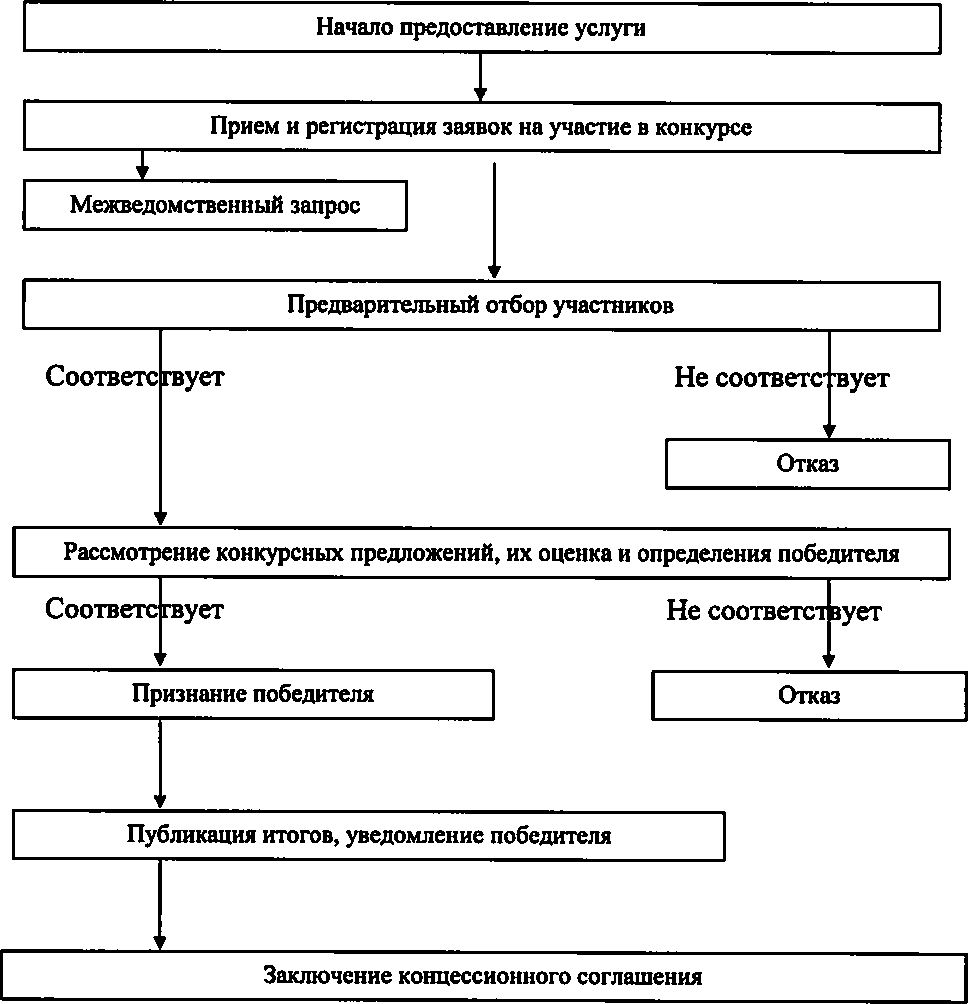 Начало предоставление услуги
Прием и регистрация заявок на участие в конкурсе
Межведомственный запрос
Предварительный отбор участников
Соответствует
Не соответствует
Отказ
Рассмотрение конкурсных предложений, их оценка и определения победителя
Соответствует
Не соответствует
Признание победителя
Отказ
Публикация итогов, уведомление победителя
Заключение концессионного соглашения